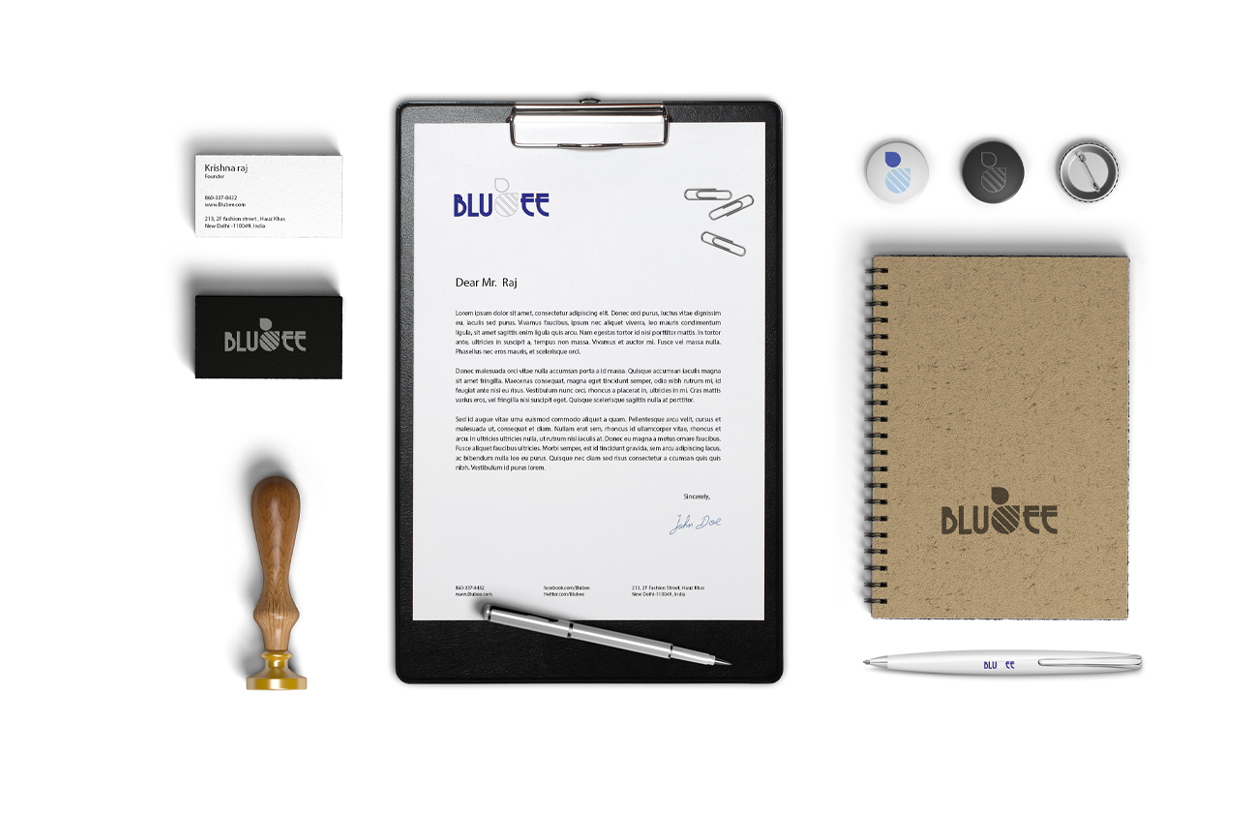 Krishna raj
Founder
860-337-8432
www.Blubee.com
213, 2F fashion street, Hauz Khas
New Delhi -110049, India
BLUBEE
BLUBEE
Dear Mr. Raj
Lorem ipsum dolor sit amet, consectetur adipiscing elit. Donec orci purus, luctus vitae dignissim
eu, iaculis sed purus. Vivamus faucibus, ipsum nec aliquet viverra, leo mauris condimentum
ligula, sit amet sagittis enim ligula quis arcu. Nam egestas tortor id nisi porttitor mattis. In tortor
ante, ultricies in suscipit a, tempus non massa. Vivamus et auctor mi. Fusce vel massa nulla.
Phasellus nec eros mauris, et scelerisque orci.
Donec malesuada orci vitae nulla accumsan porta a id massa. Quisque accumsan iaculis magna
sit amet fringilla. Maecenas consequat, magna eget tincidunt semper, odio nibh rutrum mi, id
feugiat ante nisi eu risus. Vestibulum nunc orci, rhoncus a placerat in, ultricies in mi. Cras mattis
varius eros, vel fringilla nisi suscipit eget. Quisque scelerisque sagittis nulla at porttitor.
Sed id augue vitae urna euismod commodo aliquet a quam. Pellentesque arcu velit, cursus et
malesuada ut, consequat et diam. Nullam erat sem, rhoncus id ullamcorper vitae, rhoncus et
arcu. In ultricies ultricies nulla, ut rutrum nisi iaculis at. Donec eu magna a metus ornare faucibus.
Fusce aliquet faucibus ultricies. Morbi semper, est id tincidunt gravida, sem arcu adipiscing lacus,
ac bibendum nulla leo eu purus. Quisque nec diam sed risus consectetur a ccumsan quis quis
nibh. Vestibulum id purus lorem.
Sincerely,
John Doe
860-337-8432
www.Blubee.com
facebook.com/Blubee
twitter.com/Blubee
213, 2F Fashion Street, Hauz Khas
New Delhi-110049, India
BLUBEE
BLU EE